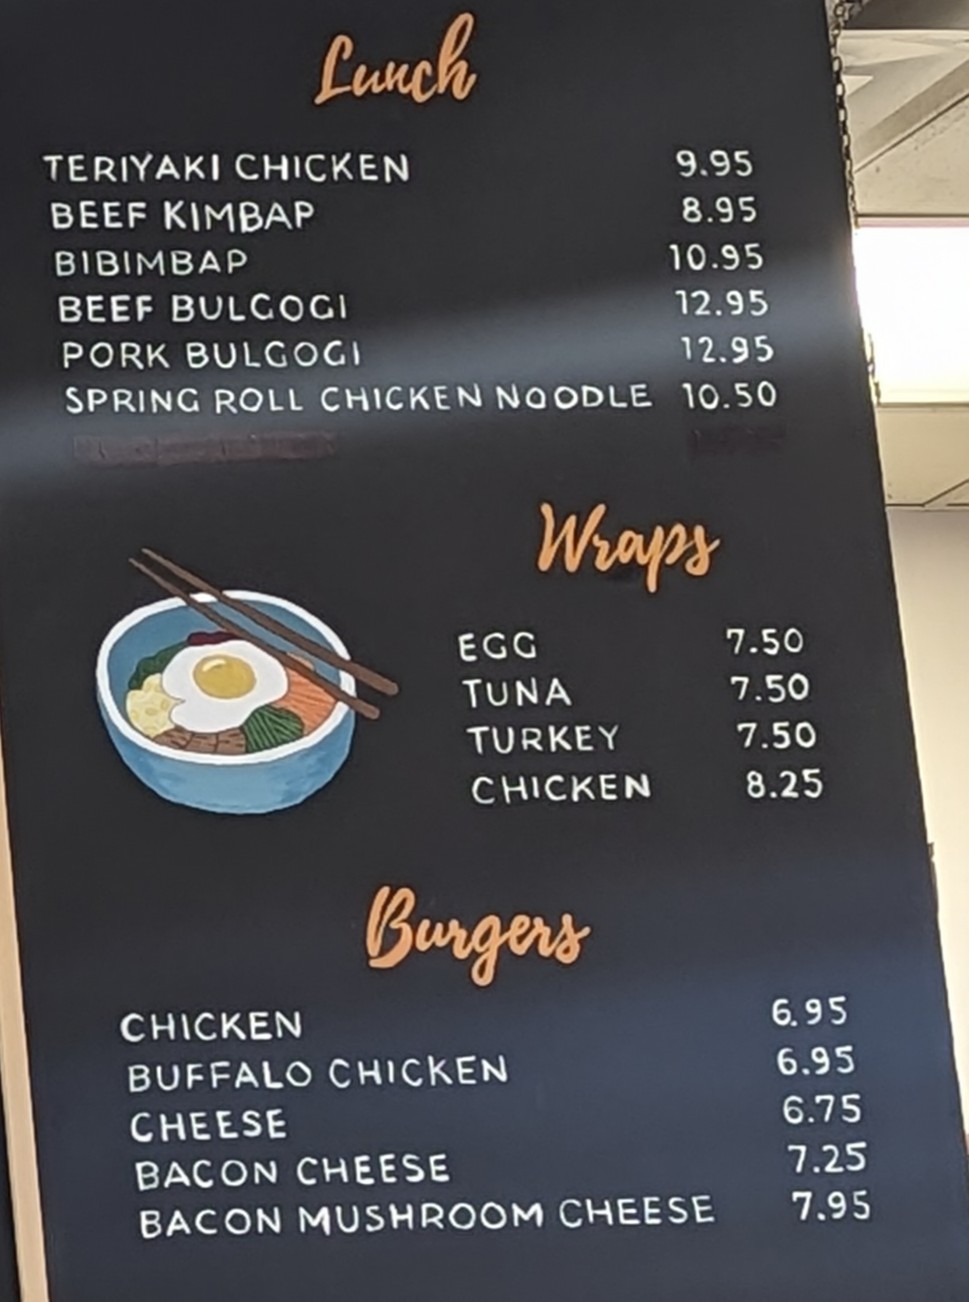 Lunch
TERIYAKI CHICKEN 9.95
BEEF KIMBAP 8.95
BIBIMBAP 10.95
BEEF BULGOGI 12.95
PORK BULGOGI 12.95
SPRING ROLL CHICKEN NOODLE 10.50
Wraps
EGG 7.50
TUNA 7.50
TURKEY 7.50
CHICKEN 8.25
Burgers
CHICKEN 6.95
BUFFALO CHICKEN 6.95
CHEESE 6.75
BACON CHEESE 7.25
BACON MUSHROOM CHEESE 7.95